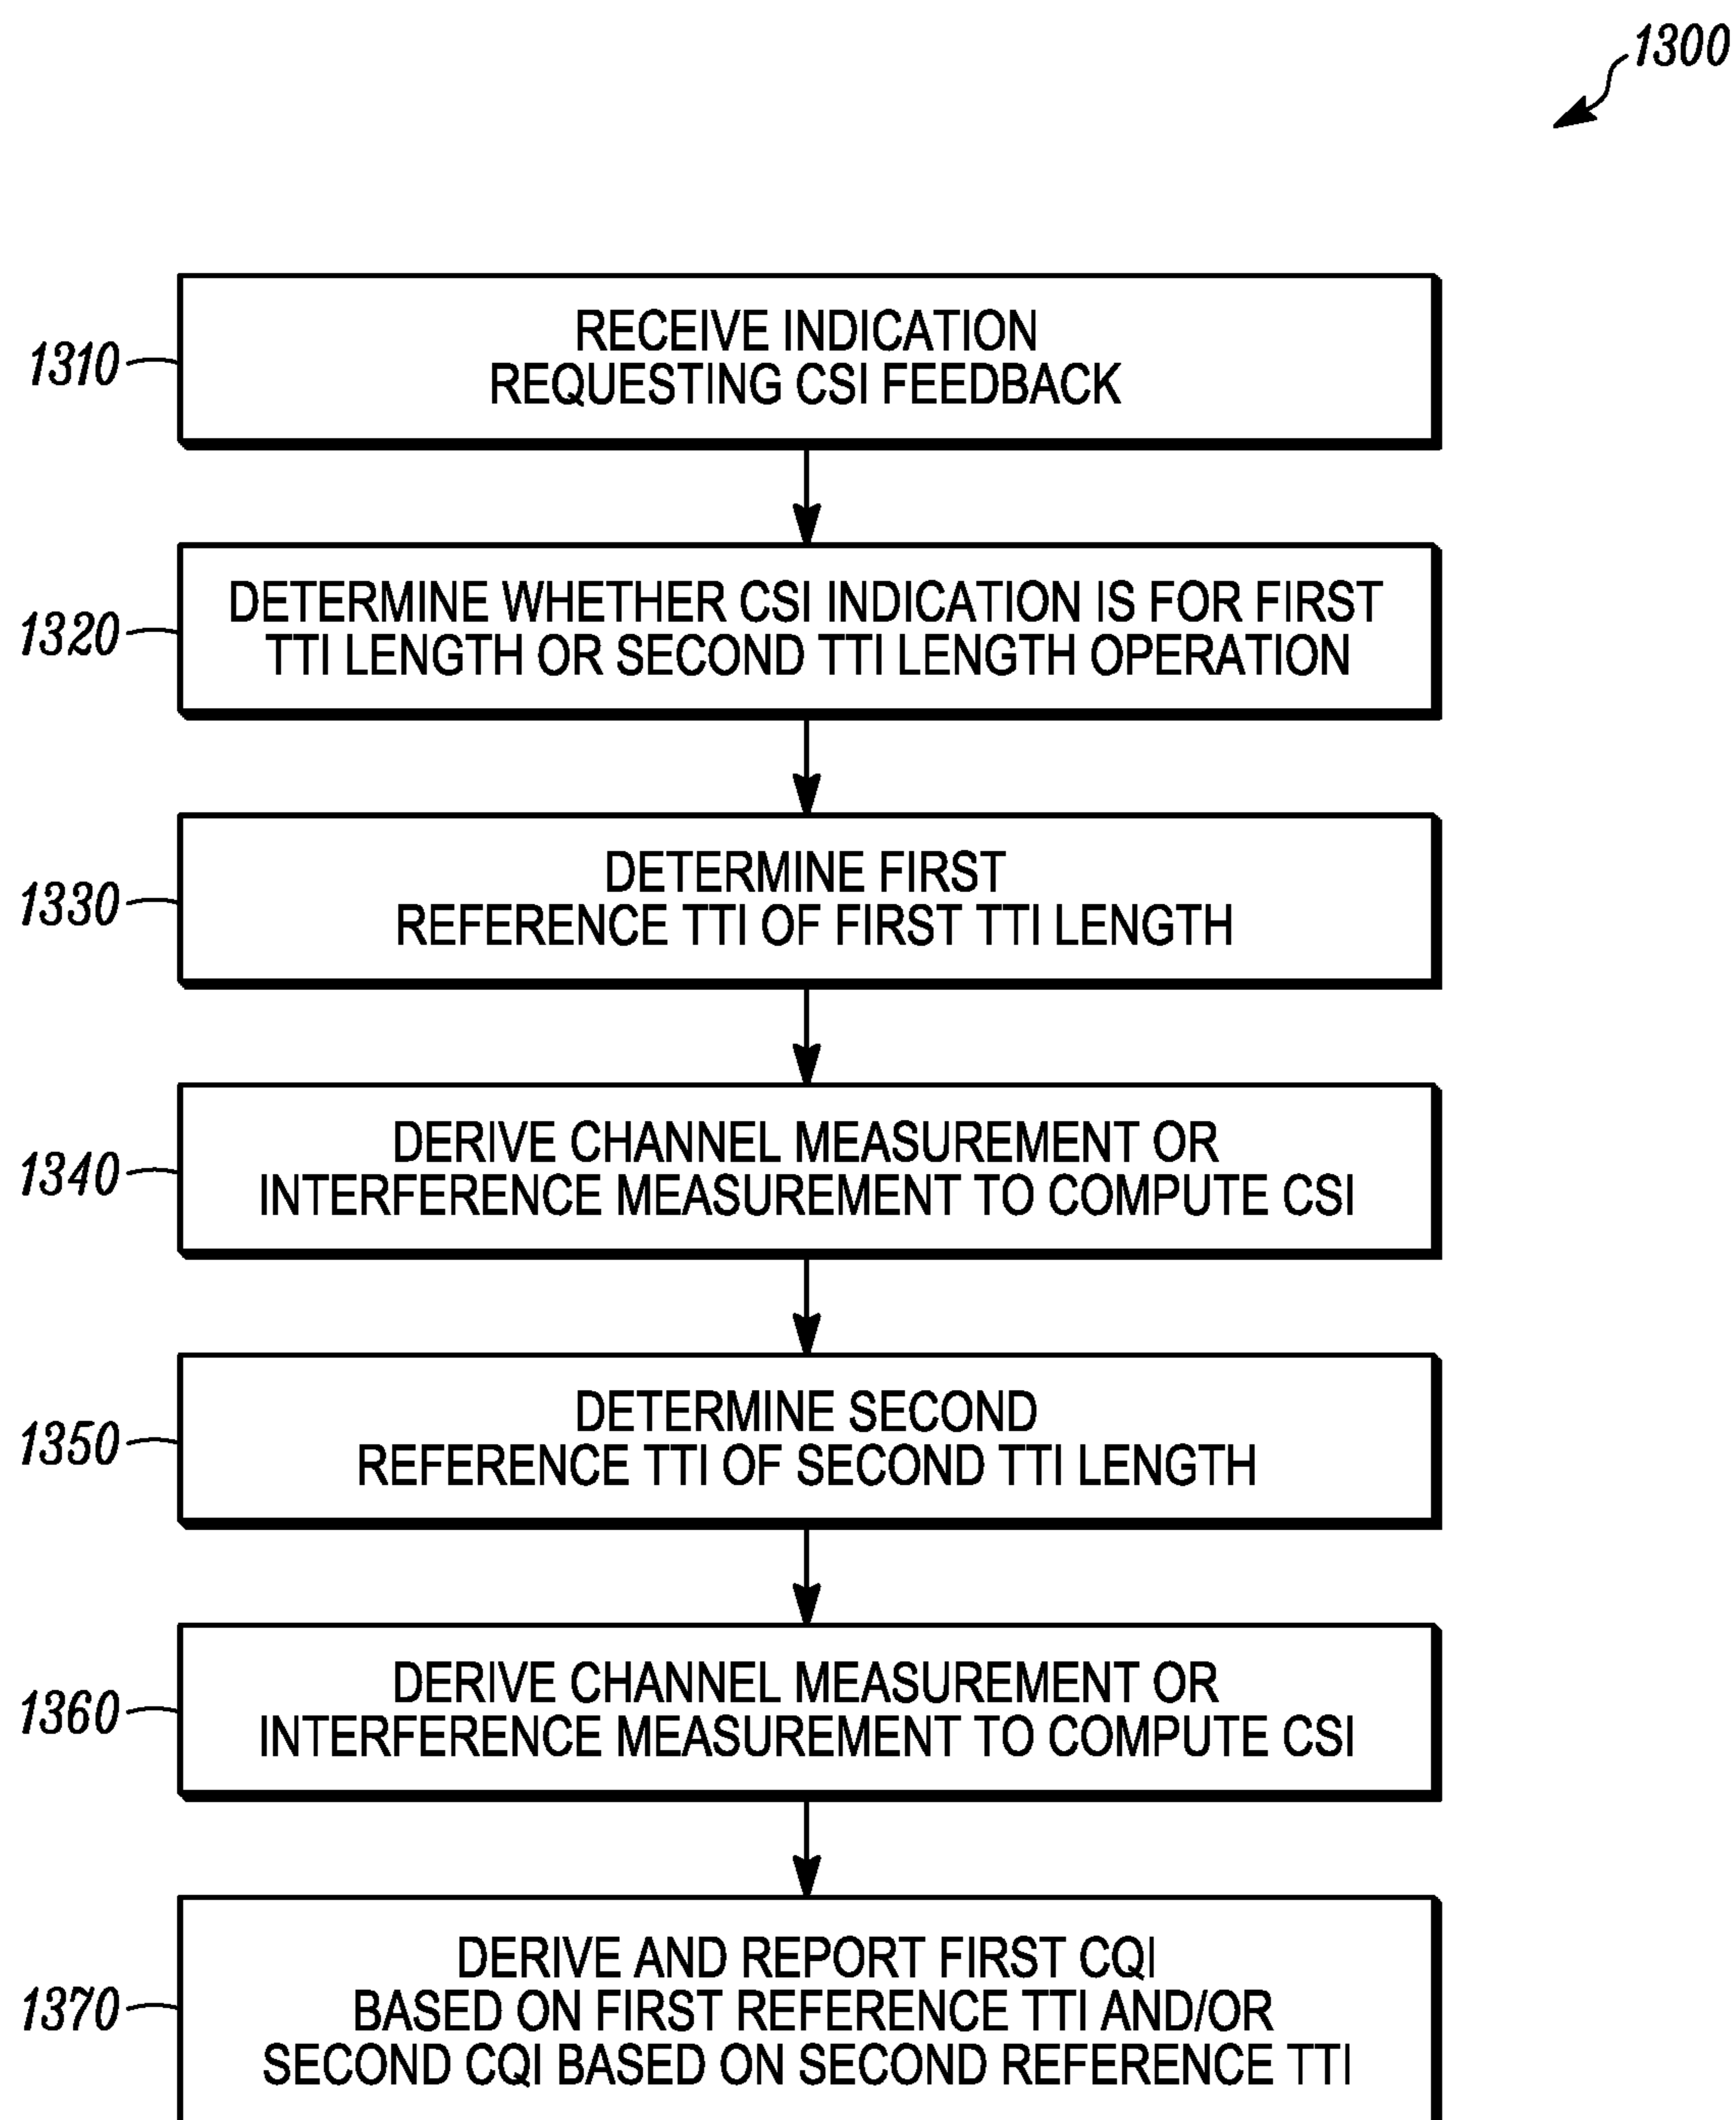 1300
1310
RECEIVE INDICATION
REQUESTING CSI FEEDBACK
1320
DETERMINE WHETHER CSI INDICATION IS FOR FIRST
TTI LENGTH OR SECOND TTI LENGTH OPERATION
1330
DETERMINE FIRST
REFERENCE TTI OF FIRST TTI LENGTH
1340
DERIVE CHANNEL MEASUREMENT OR
INTERFERENCE MEASUREMENT TO COMPUTE CSI
1350
DETERMINE SECOND
REFERENCE TTI OF SECOND TTI LENGTH
1360
DERIVE CHANNEL MEASUREMENT OR
INTERFERENCE MEASUREMENT TO COMPUTE CSI
1370
DERIVE AND REPORT FIRST CQI
BASED ON FIRST REFERENCE TTI AND/OR
SECOND CQI BASED ON SECOND REFERENCE TTI